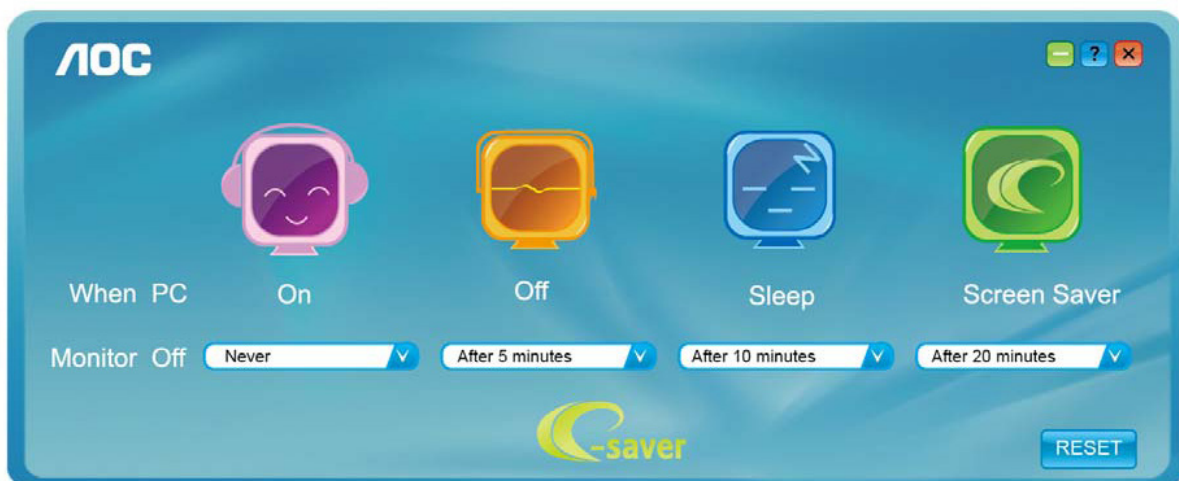 AOC
?
When PC On Off Sleep Screen Saver
Monitor Off Never After 5 minutes After 10 minutes After 20 minutes
e-saver
RESET